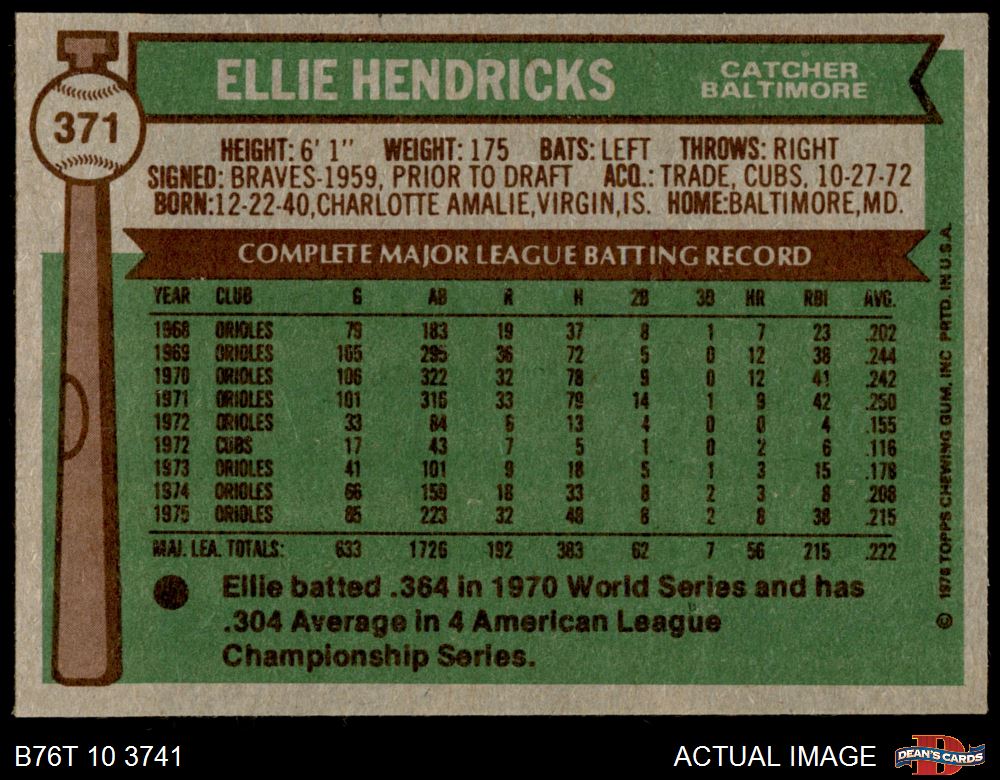 371
ELLIE HENDRICKS
CATCHER
BALTIMORE
HEIGHT: 6' 1" WEIGHT: 175 BATS: LEFT THROWS: RIGHT
SIGNED: BRAVES-1959, PRIOR TO DRAFT ACQ.: TRADE, CUBS, 10-27-72
BORN:12-22-40,CHARLOTTE AMALIE,VIRGIN,IS. HOME:BALTIMORE,MD.
COMPLETE MAJOR LEAGUE BATTING RECORD
YEAR CLUB G AB R H 2B 3B HR RBI AVG.
1968 ORIOLES 79 183 19 37 8 1 7 23 .202
1969 ORIOLES 105 295 36 72 5 0 12 38 .244
1970 ORIOLES 106 322 32 78 9 0 12 41 .242
1971 ORIOLES 101 316 33 79 14 1 9 42 .250
1972 ORIOLES 33 84 6 13 4 0 0 4 .155
1972 CUBS 17 43 7 5 1 0 2 6 .116
1973 ORIOLES 41 101 9 18 5 1 3 15 .178
1974 ORIOLES 66 159 18 33 8 2 3 8 .208
1975 ORIOLES 85 223 32 48 8 2 8 38 .215
MAJ. LEA. TOTALS: 633 1726 192 383 62 7 56 215 .222
Ellie batted .364 in 1970 World Series and has
.304 Average in 4 American League
Championship Series.
© 1976 TOPPS CHEWING GUM, INC PRTD. IN U.S.A.
B76T 10 3741
ACTUAL IMAGE
DEAN'S CARDS